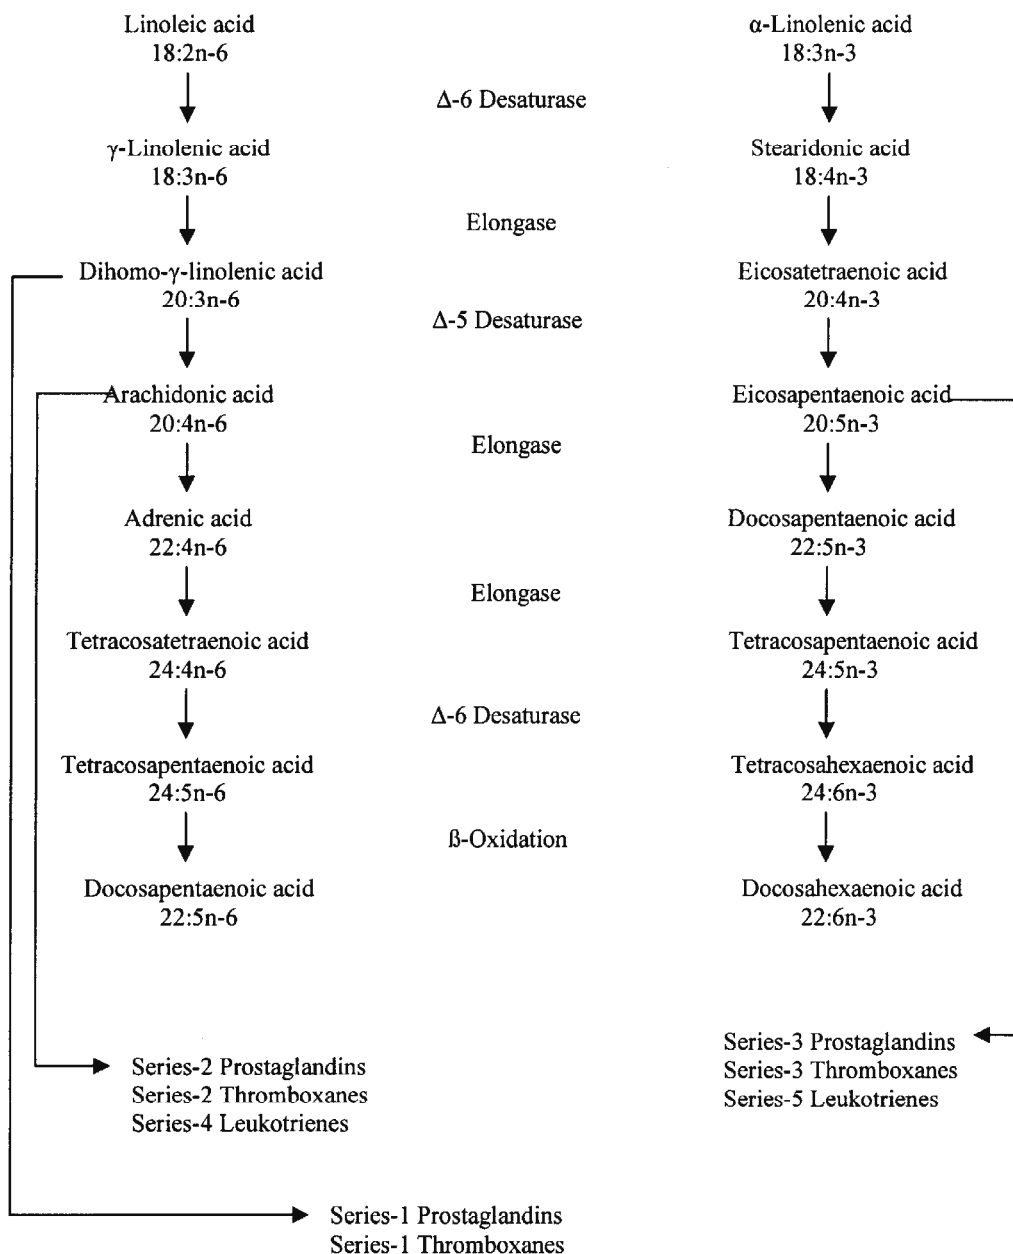 Linoleic acid
18:2n-6
α-Linolenic acid
18:3n-3
Δ-6 Desaturase
γ-Linolenic acid
18:3n-6
Stearidonic acid
18:4n-3
Elongase
Dihomo-γ-linolenic acid
20:3n-6
Eicosatetraenoic acid
20:4n-3
Δ-5 Desaturase
Arachidonic acid
20:4n-6
Eicosapentaenoic acid
20:5n-3
Elongase
Adrenic acid
22:4n-6
Docosapentaenoic acid
22:5n-3
Elongase
Tetracosatetraenoic acid
24:4n-6
Tetracosapentaenoic acid
24:5n-3
Δ-6 Desaturase
Tetracosapentaenoic acid
24:5n-6
Tetracosahexaenoic acid
24:6n-3
ß-Oxidation
Docosapentaenoic acid
22:5n-6
Docosahexaenoic acid
22:6n-3
Series-2 Prostaglandins
Series-2 Thromboxanes
Series-4 Leukotrienes
Series-3 Prostaglandins
Series-3 Thromboxanes
Series-5 Leukotrienes
Series-1 Prostaglandins
Series-1 Thromboxanes